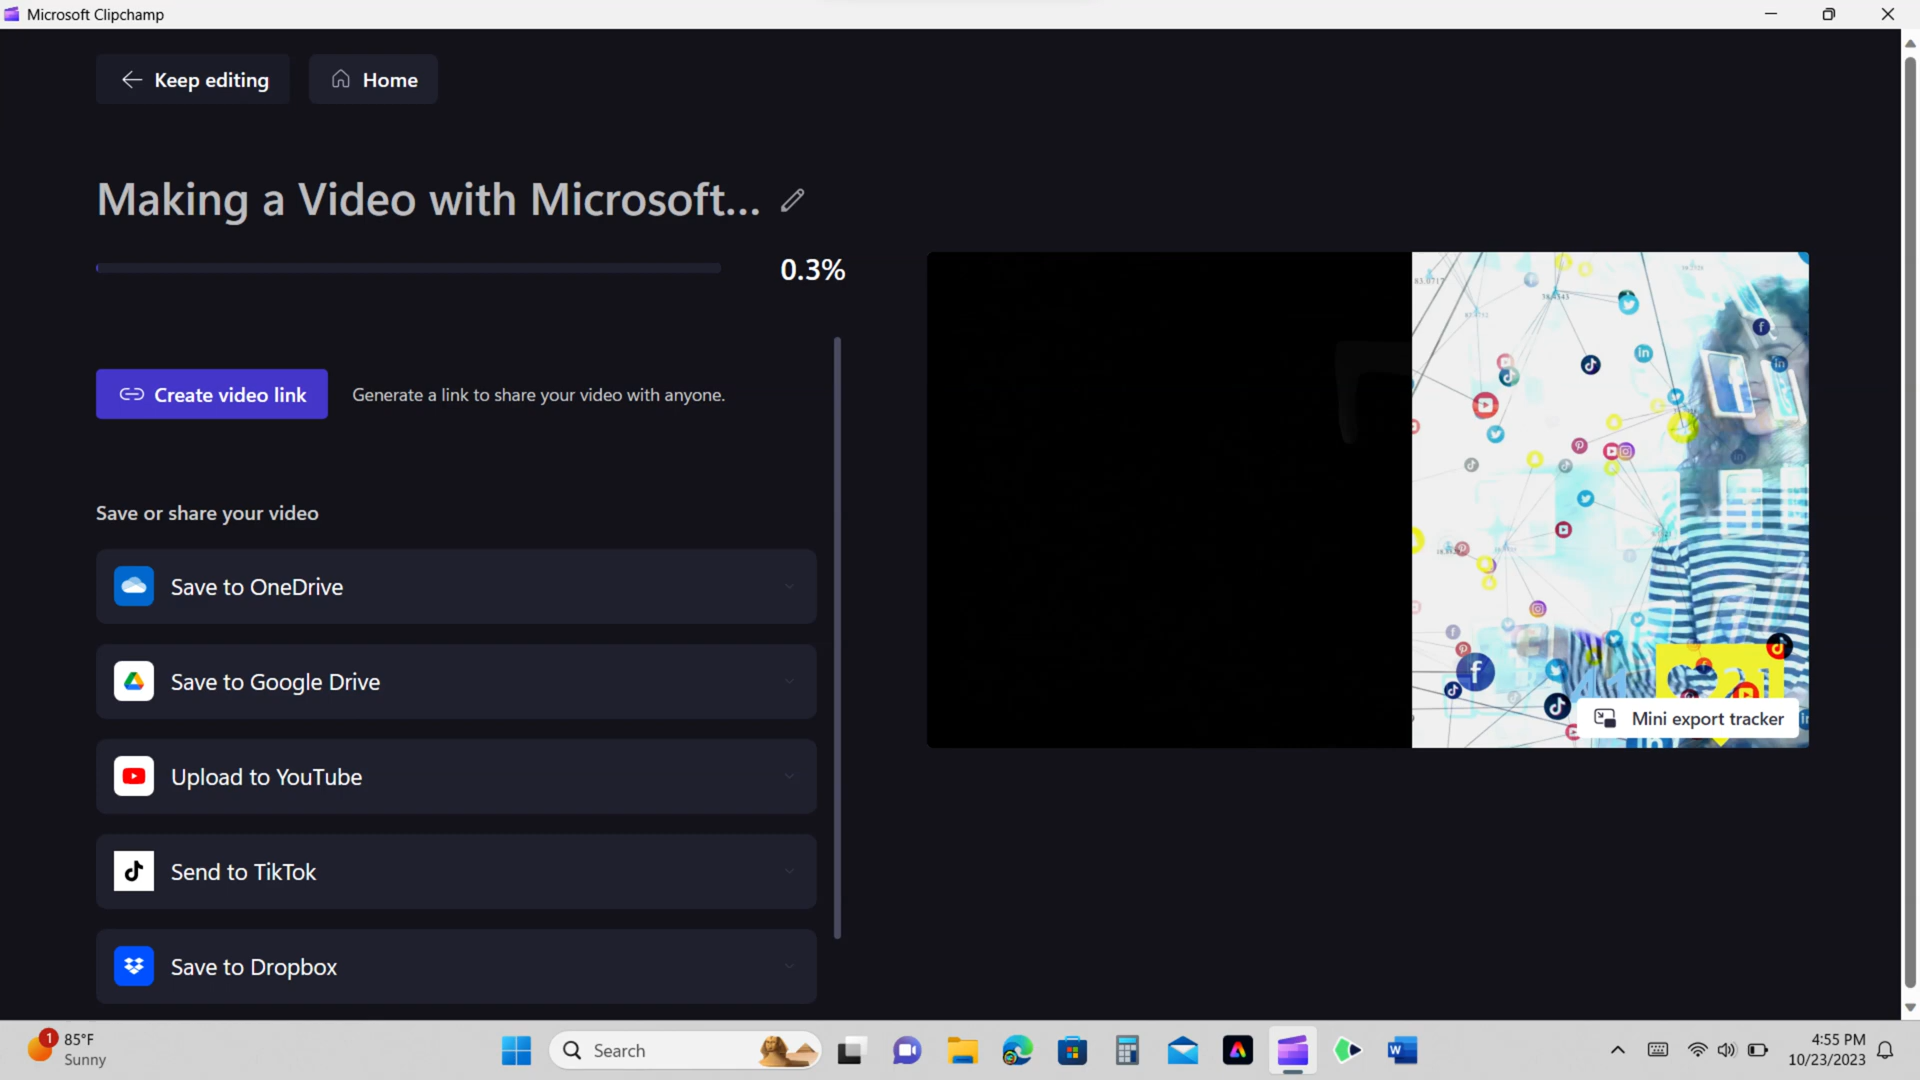 Microsoft Clipchamp
Keep editing
Home
Making a Video with Microsoft...
0.3%
Create video link
Generate a link to share your video with anyone.
Save or share your video
Save to OneDrive
Save to Google Drive
Upload to YouTube
Send to TikTok
Save to Dropbox
Mini export tracker
1
85°F
Sunny
Search
4:55 PM
10/23/2023